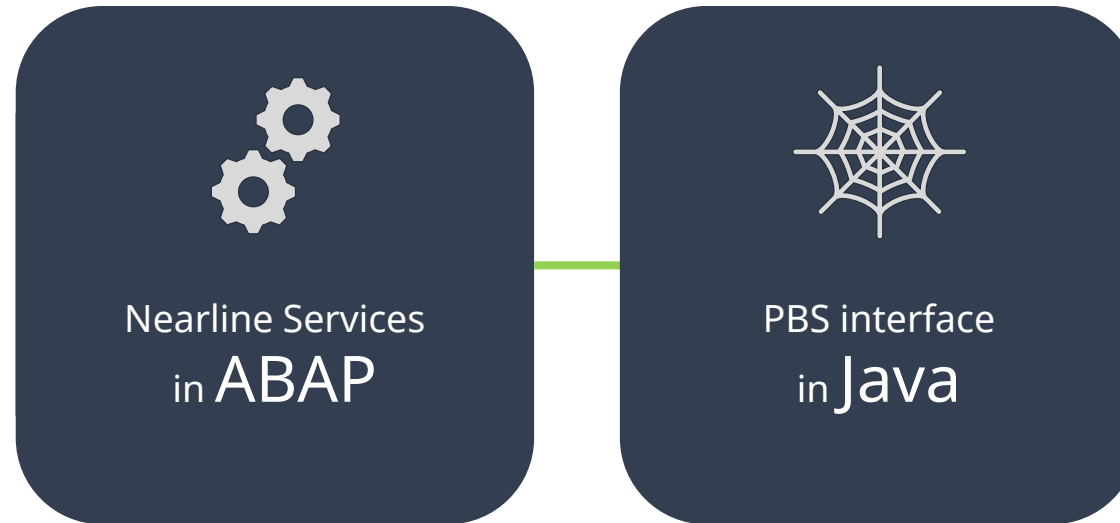 Nearline Services
in ABAP
PBS interface
in Java